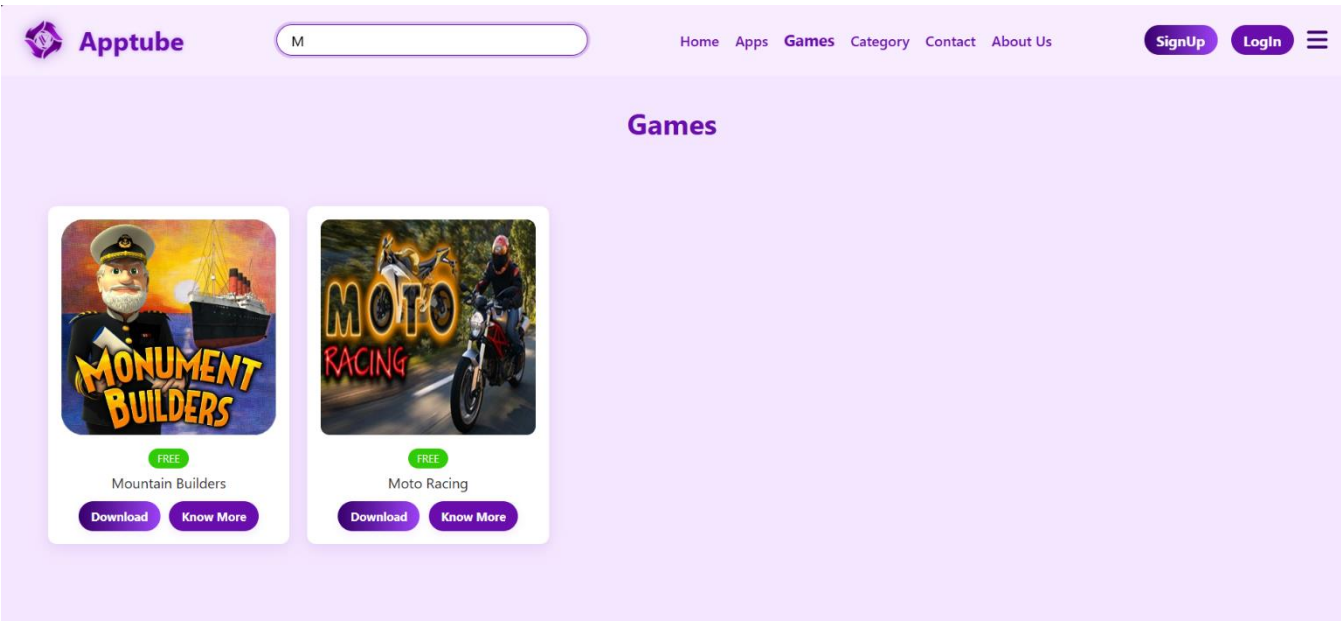 Apptube
M
Home Apps Games Category Contact About Us
SignUp LogIn
Games
MONUMENT
BUILDERS
FREE
Mountain Builders
Download Know More
MOTO
RACING
FREE
Moto Racing
Download Know More